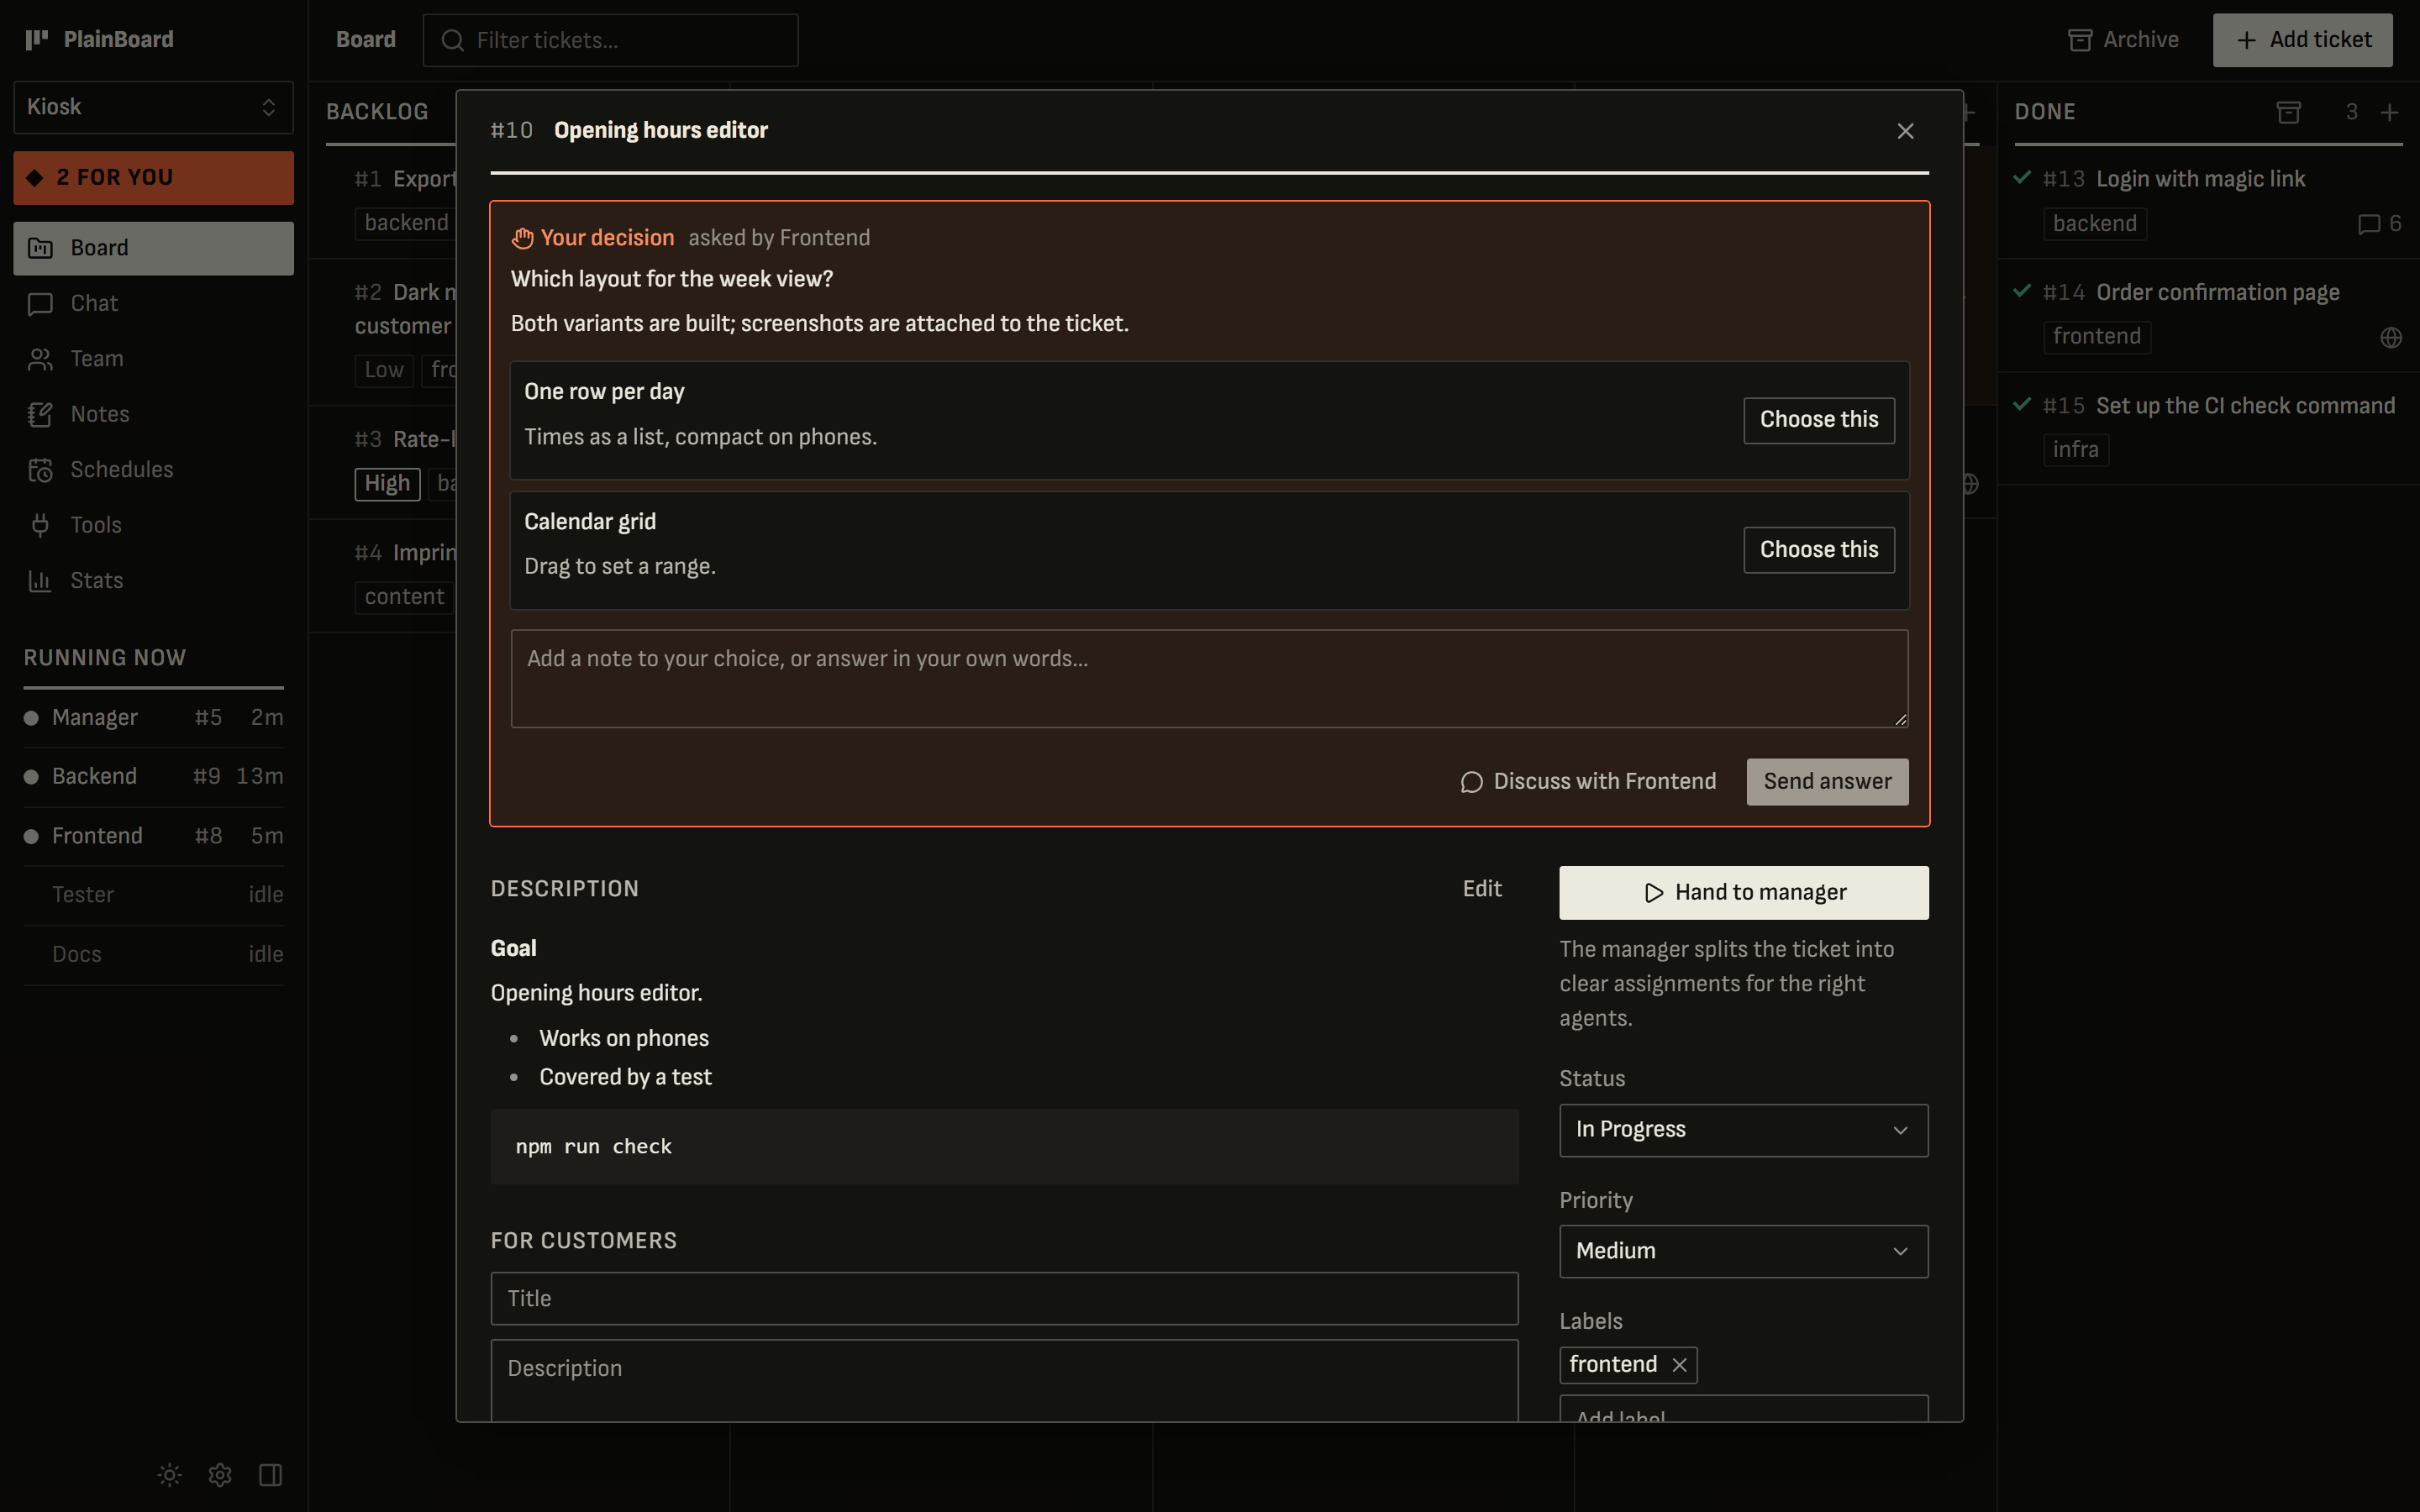 PlainBoard
Kiosk
2 FOR YOU
Board
Chat
Team
Notes
Schedules
Tools
Stats
RUNNING NOW
Manager #5 2m
Backend #9 13m
Frontend #8 5m
Tester idle
Docs idle
Board
Filter tickets...
Archive
Add ticket
BACKLOG
#1 Export
backend
#2 Dark
customer
Low
#3
High
#4
content
#10 Opening hours editor
Your decision asked by Frontend
Which layout for the week view?
Both variants are built; screenshots are attached to the ticket.
One row per day
Times as a list, compact on phones.
Choose this
Calendar grid
Drag to set a range.
Choose this
Add a note to your choice, or answer in your own words...
Discuss with Frontend
Send answer
DESCRIPTION
Edit
Goal
Opening hours editor.
Works on phones
Covered by a test
npm run check
FOR CUSTOMERS
Title
Description
Hand to manager
The manager splits the ticket into
clear assignments for the right
agents.
Status
In Progress
Priority
Medium
Labels
frontend
Add label
DONE 3
#13 Login with magic link
backend 6
#14 Order confirmation page
frontend
#15 Set up the CI check command
infra